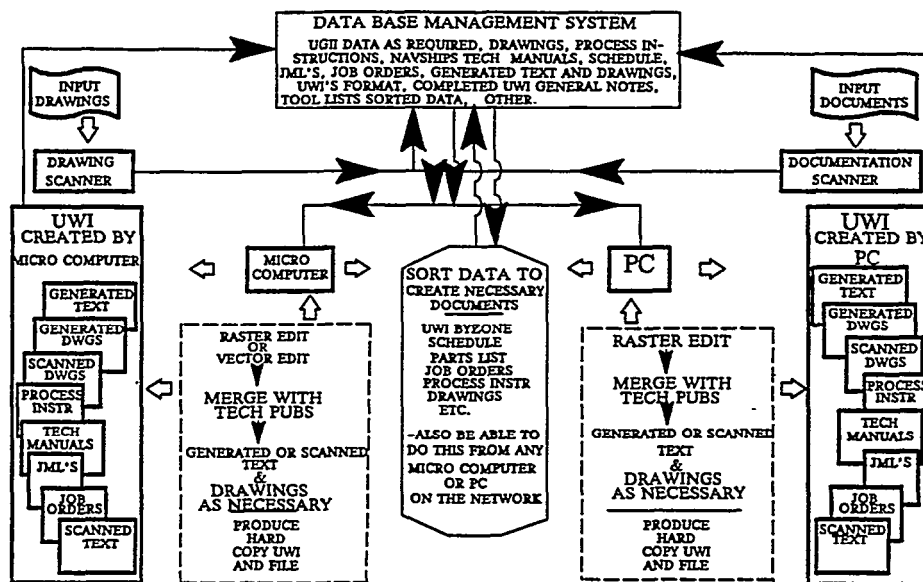 DATA BASE MANAGEMENT SYSTEM
UGII DATA AS REQUIRED, DRAWINGS, PROCESS IN-
STRUCTIONS, NAVSHIPS TECH MANUALS, SCHEDULE,
JML'S, JOB ORDERS, GENERATED TEXT AND DRAWINGS,
UWI'S FORMAT, COMPLETED UWI GENERAL NOTES,
TOOL LISTS SORTED DATA, OTHER.
INPUT
DRAWINGS
DRAWING
SCANNER
INPUT
DOCUMENTS
DOCUMENTATION
SCANNER
UWI
CREATED BY
MICRO COMPUTER
GENERATED
TEXT
GENERATED
DWGS
SCANNED
DWGS
PROCESS
INSTR
TECH
MANUALS
JML'S
JOB
ORDERS
SCANNED
TEXT
MICRO
COMPUTER
RASTER EDIT
OR
VECTOR EDIT
MERGE WITH
TECH PUBS
GENERATED OR SCANNED
TEXT
&
DRAWINGS
AS NECESSARY
PRODUCE
HARD
COPY UWI
AND FILE
SORT DATA TO
CREATE NECESSARY
DOCUMENTS
UWI BYZONE
SCHEDULE
PARTS LIST
JOB ORDERS
PROCESS INSTR
DRAWINGS
ETC.
-ALSO BE ABLE TO
DO THIS FROM ANY
MICRO COMPUTER
OR PC
ON THE NETWORK
PC
RASTER EDIT
MERGE WITH
TECH PUBS
GENERATED OR SCANNED
TEXT
&
DRAWINGS
AS NECESSARY
PRODUCE
HARD
COPY UWI
AND FILE
UWI
CREATED BY
PC
GENERATED
TEXT
GENERATED
DWGS
SCANNED
DWGS
PROCESS
INSTR
TECH
MANUALS
JML'S
JOB
ORDERS
SCANNED
TEXT